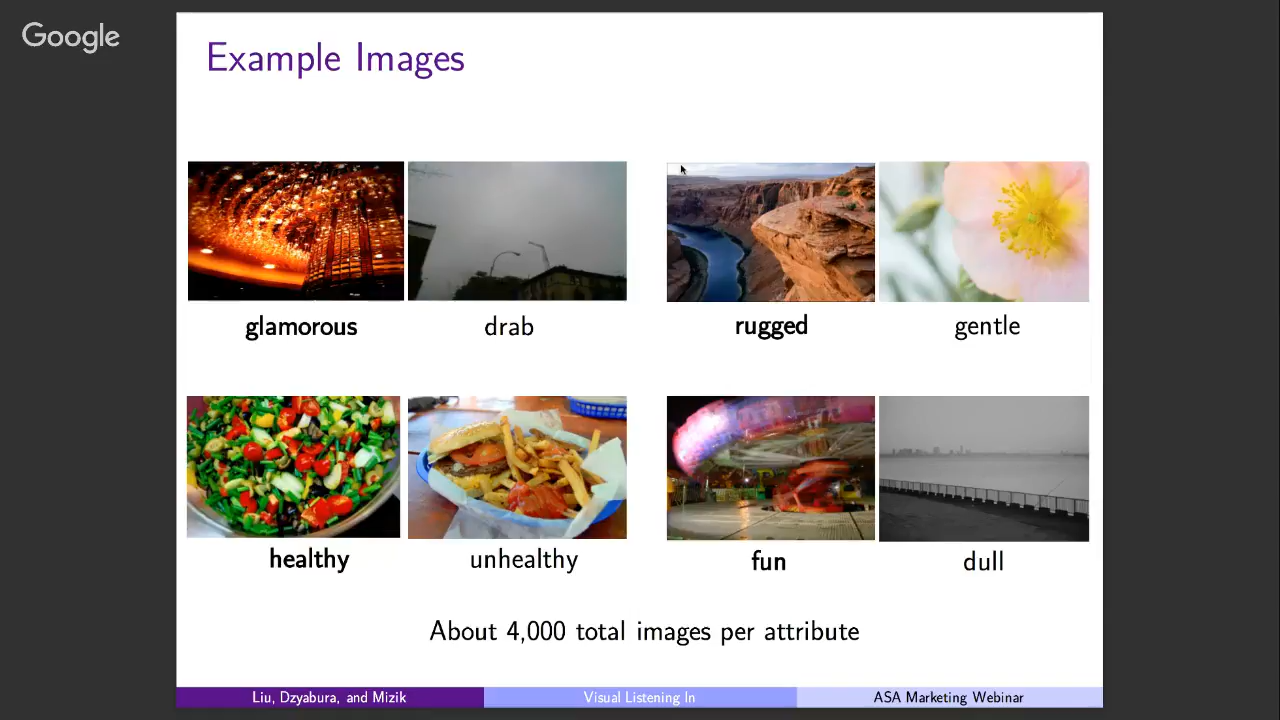 Google
Example Images
glamorous drab rugged gentle
healthy unhealthy fun dull
About 4,000 total images per attribute
Liu, Dzyabura, and Mizik Visual Listening In ASA Marketing Webinar